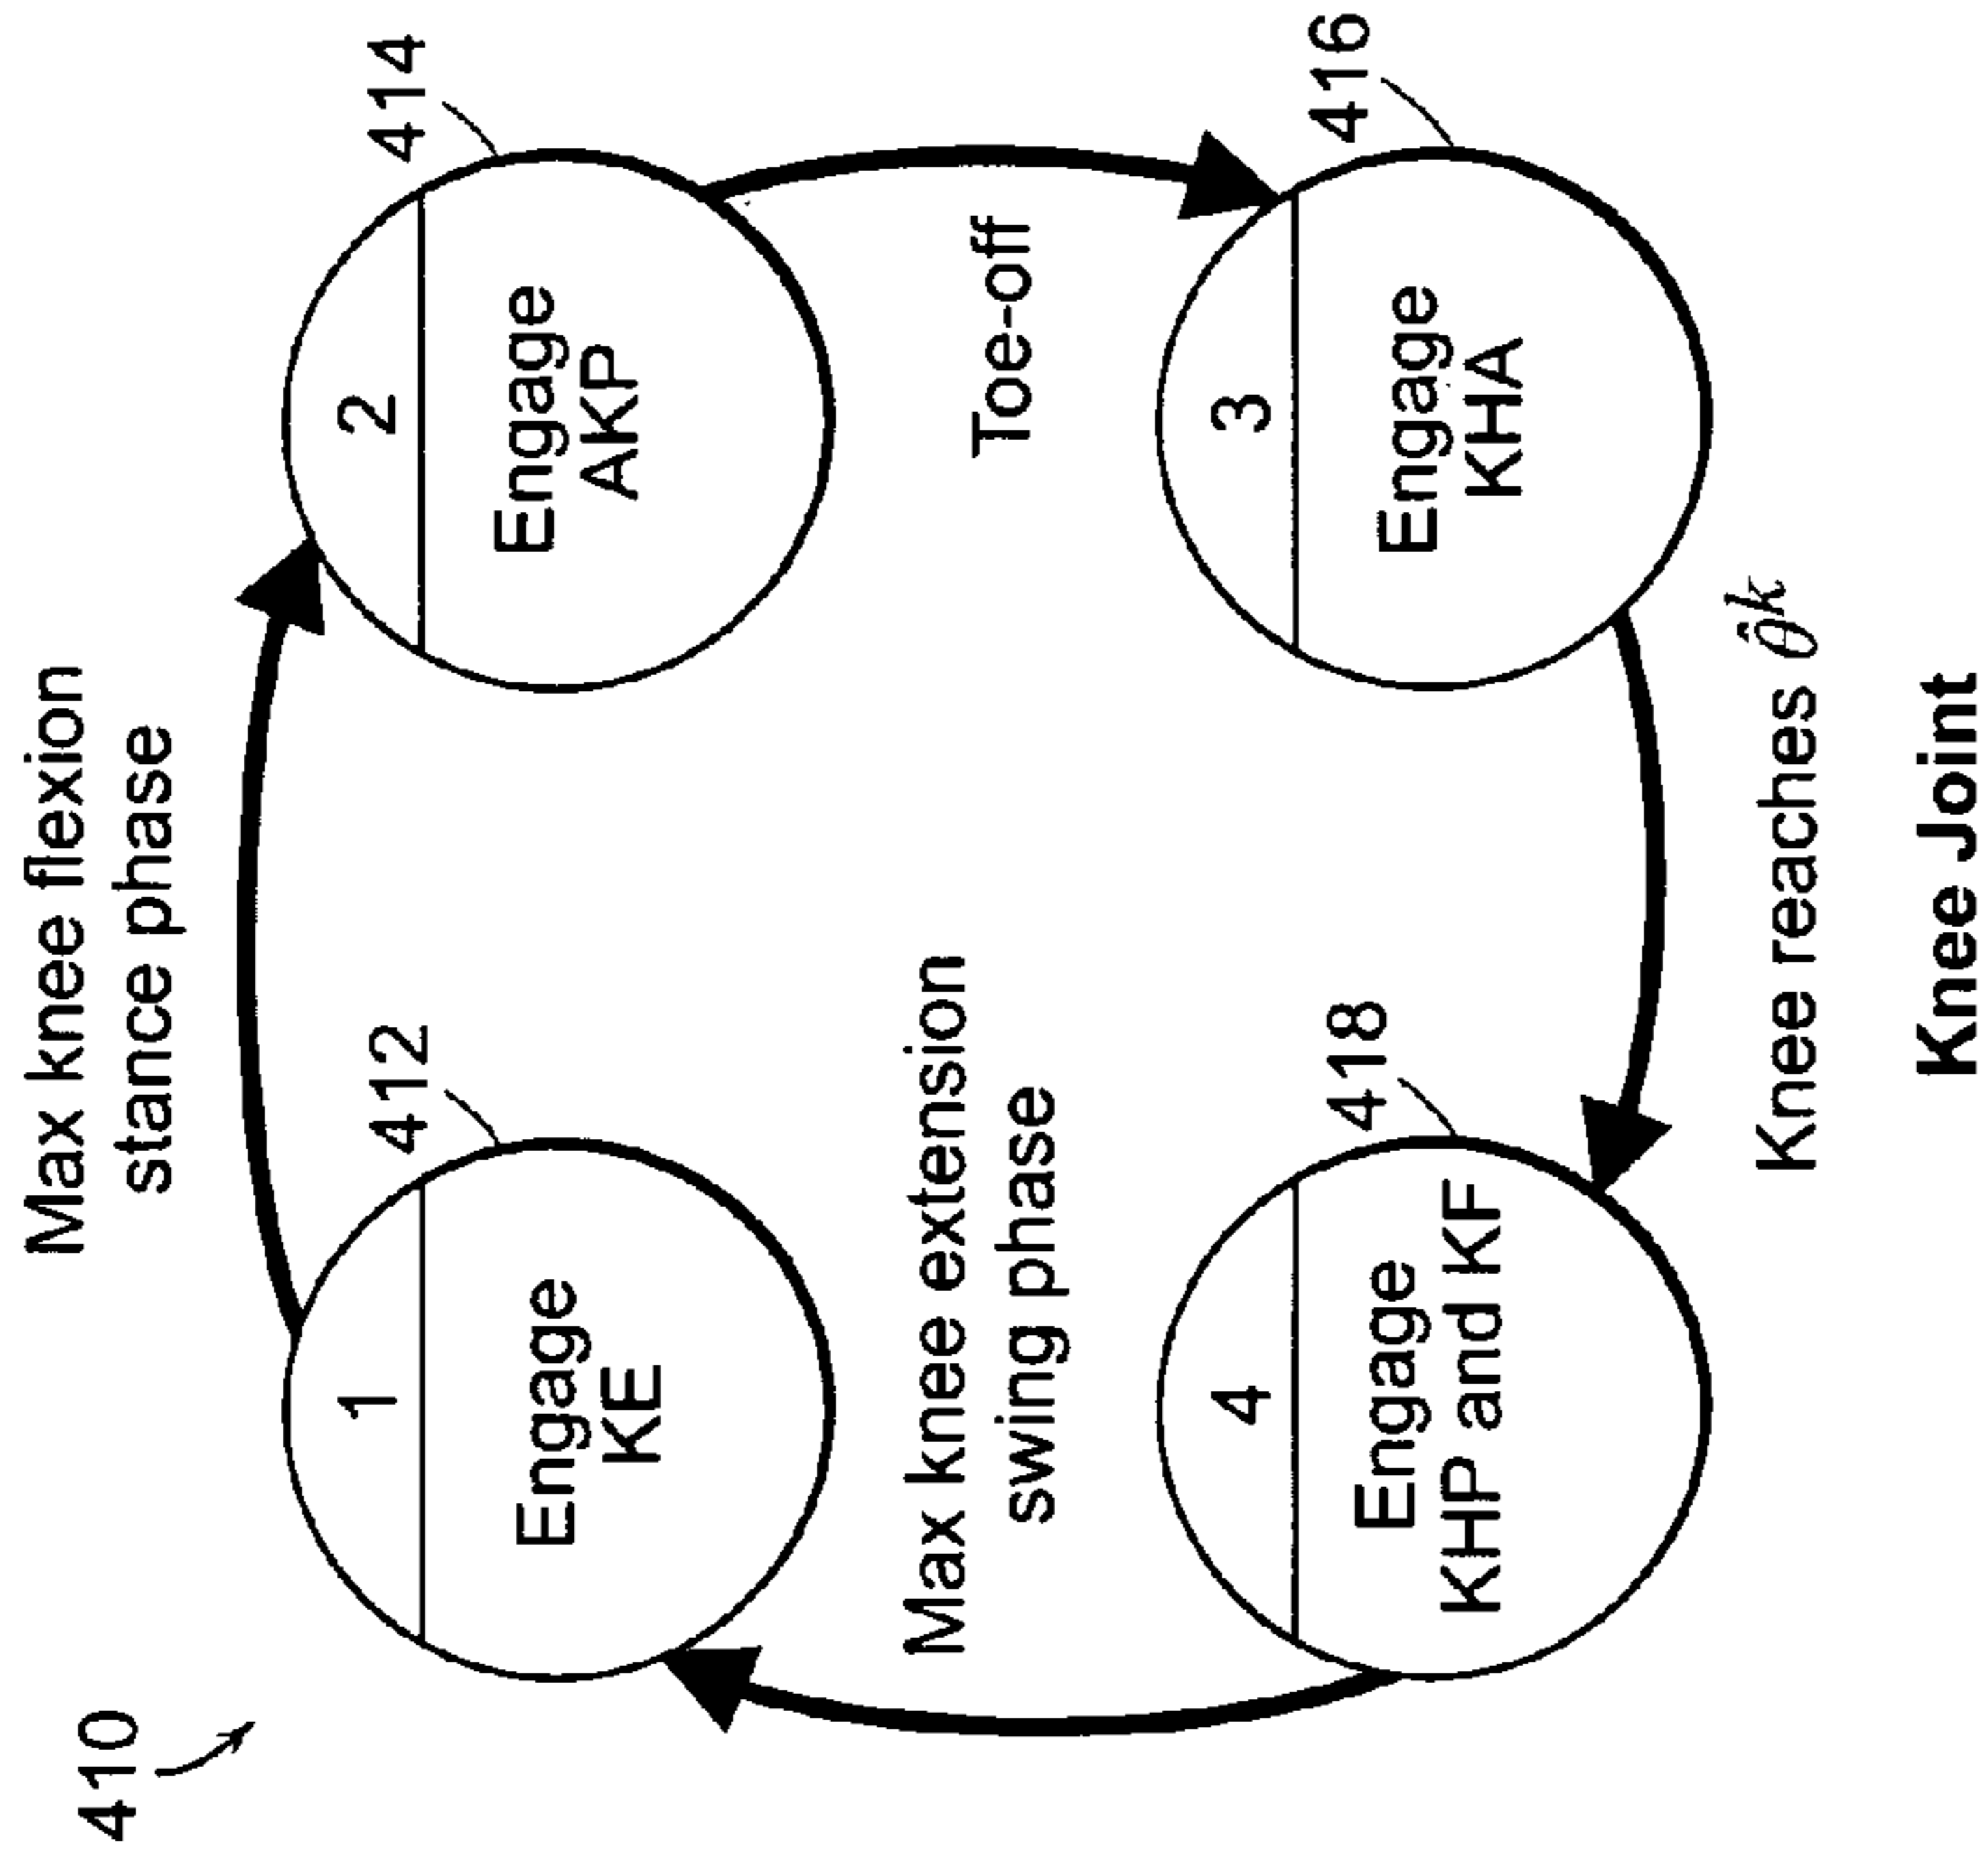 410
Max knee flexion
stance phase
412
1
Engage
KE
414
2
Engage
AKP
Max knee extension
swing phase
Toe-off
418
4
Engage
KHP and KF
416
3
Engage
KHA
Knee reaches θ̂k
Knee Joint